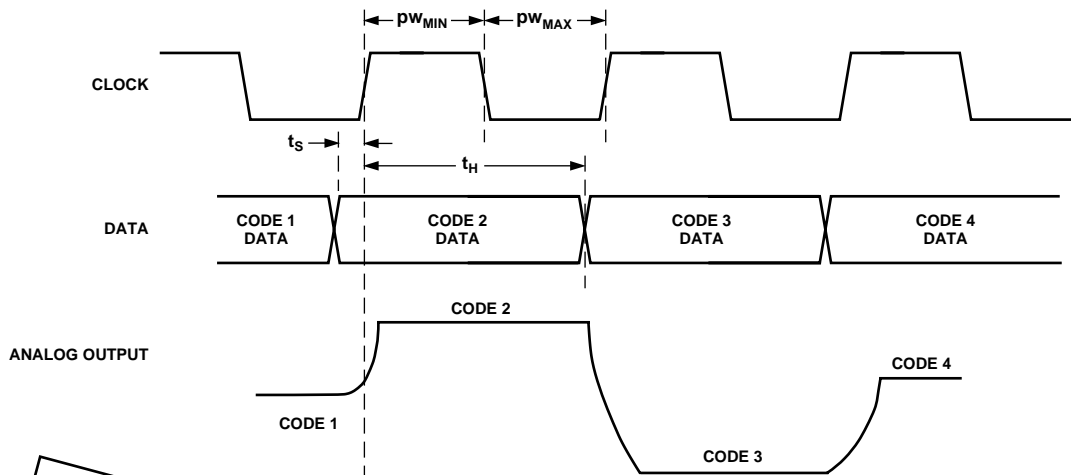 pwMIN
pwMAX
CLOCK
tS
tH
DATA
CODE 1
DATA
CODE 2
DATA
CODE 3
DATA
CODE 4
DATA
CODE 2
ANALOG OUTPUT
CODE 4
CODE 1
CODE 3